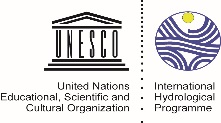 UNESCO
United Nations
Educational, Scientific and
Cultural Organization
International
Hydrological
Programme